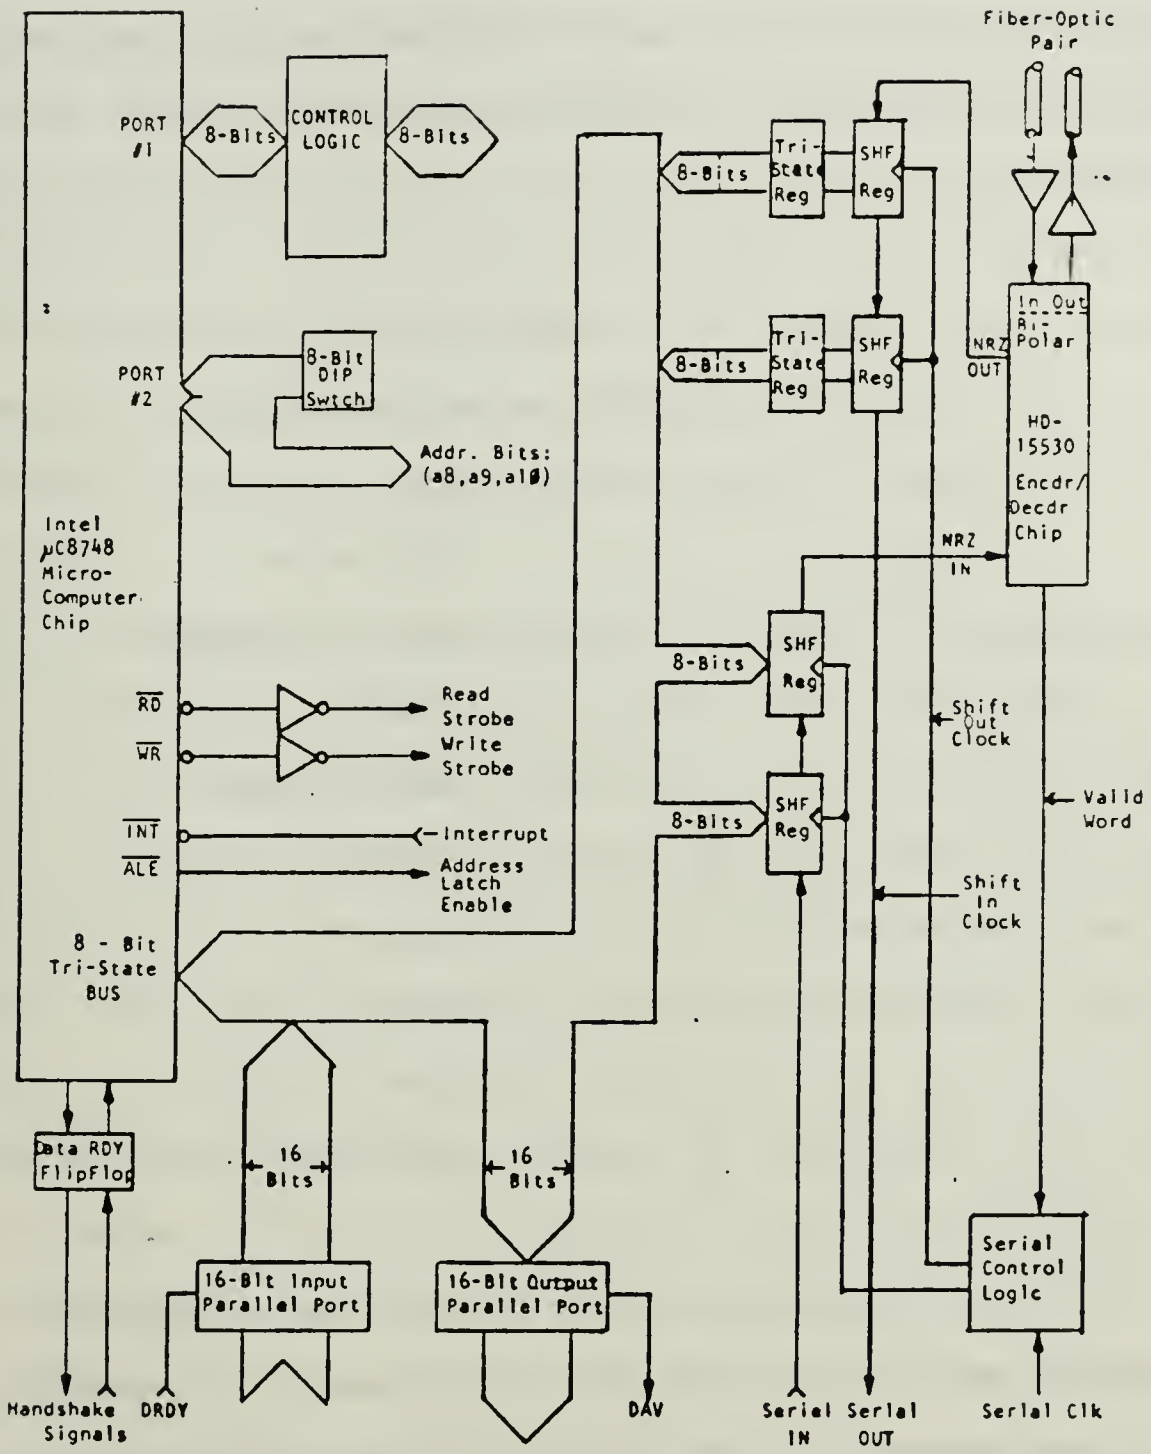 Fiber-Optic
Pair
PORT
#1
8-Bits
CONTROL
LOGIC
8-Bits
8-Bits
Tri-
State
Reg
SHF
Reg
In Out
Bi-
Polar
NRZ
OUT
HD-
15530
Encdr/
Decdr
Chip
PORT
#2
8-Bit
DIP
Swtch
Addr. Bits:
(a8,a9,a10)
8-Bits
Tri-
State
Reg
SHF
Reg
Intel
µC8748
Micro-
Computer
Chip
NRZ
IN
8-Bits
SHF
Reg
RD
Read
Strobe
WR
Write
Strobe
Shift
Out
Clock
8-Bits
SHF
Reg
Valid
Word
INT
Interrupt
ALE
Address
Latch
Enable
Shift
In
Clock
8 - Bit
Tri-State
BUS
Data RDY
FlipFlop
16
Bits
16
Bits
16-Bit Input
Parallel Port
16-Bit Output
Parallel Port
Serial
Control
Logic
Handshake
Signals
DRDY
DAV
Seriel
IN
Serial
OUT
Serial Clk